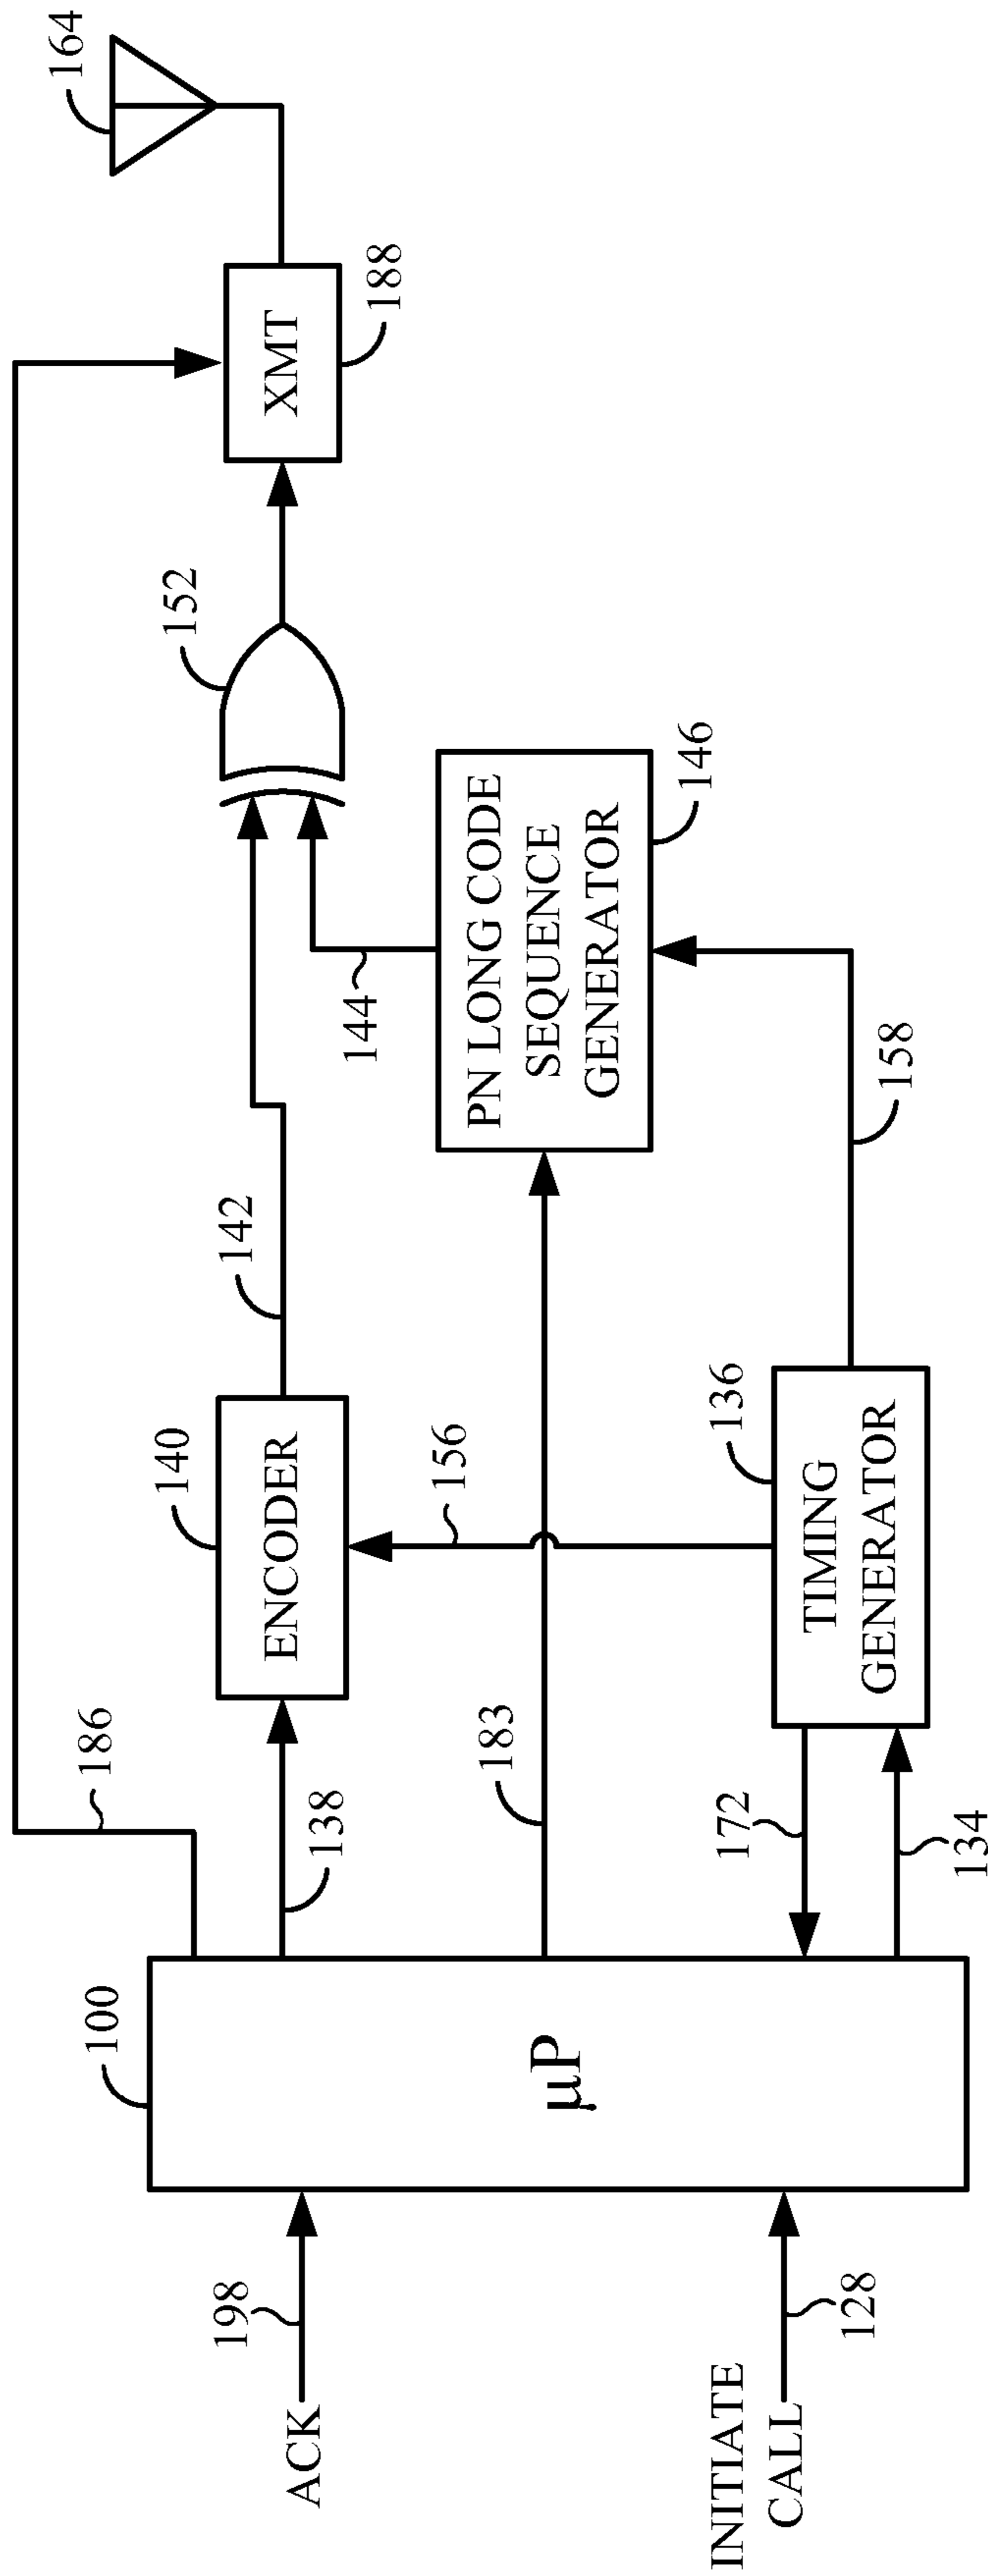 186
164
100
140
142
152
ACK
198
138
ENCODER
XMT
188
156
144
µP
183
PN LONG CODE
SEQUENCE
GENERATOR
146
INITIATE
CALL
128
172
134
136
TIMING
GENERATOR
158